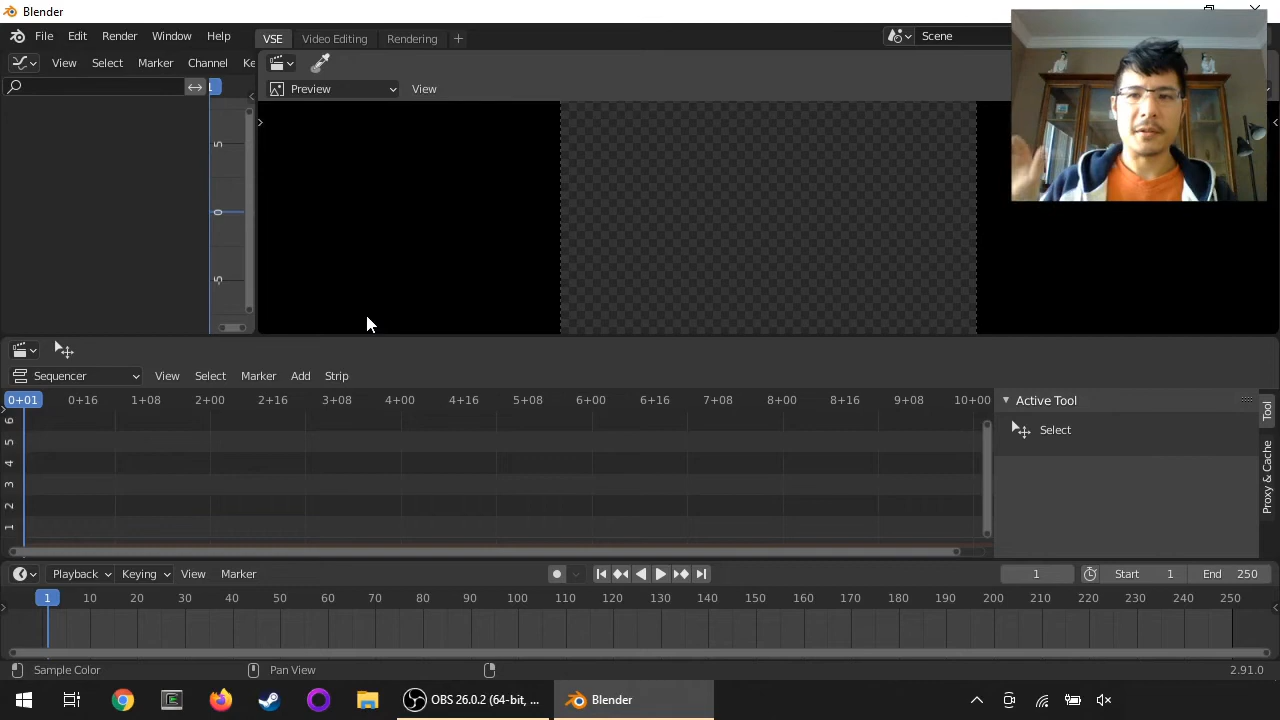 Blender
File Edit Render Window Help VSE Video Editing Rendering + Scene
View Select Marker Channel Ke
1
Preview View
5
0
-5
Sequencer View Select Marker Add Strip
0+01 0+16 1+08 2+00 2+16 3+08 4+00 4+16 5+08 6+00 6+16 7+08 8+00 8+16 9+08 10+00
6
5
4
3
2
1
Active Tool
Select
Tool
Proxy & Cache
Playback Keying View Marker 1 Start 1 End 250
1 10 20 30 40 50 60 70 80 90 100 110 120 130 140 150 160 170 180 190 200 210 220 230 240 250
Sample Color Pan View 2.91.0
OBS 26.0.2 (64-bit, ... Blender